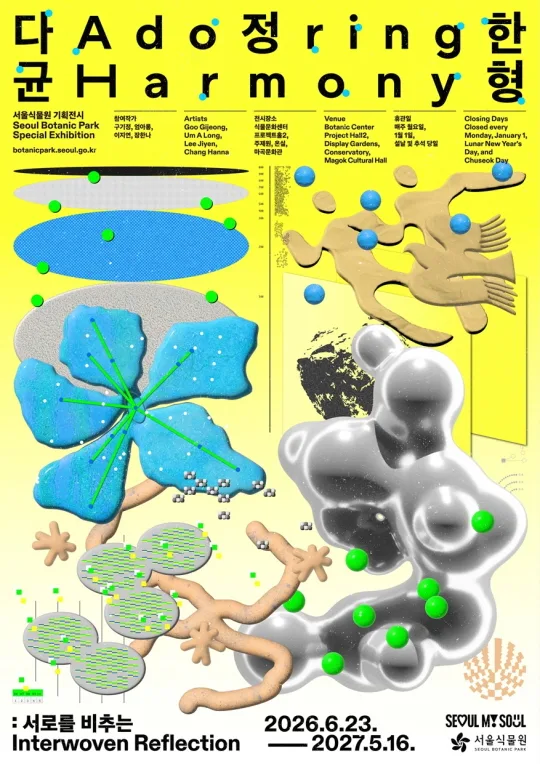 다 A d o 정 r i n g 한
균 H a r m o n y 형
서울식물원 기획전시
Seoul Botanic Park
Special Exhibition
botanicpark.seoul.go.kr
참여작가
구기정, 엄아롱,
이지연, 장한나
Artists
Goo Gijeong,
Um A Long,
Lee Jiyen,
Chang Hanna
전시장소
식물문화센터
프로젝트홀2,
주제원, 온실,
마곡문화관
Venue
Botanic Center
Project Hall2,
Display Gardens,
Conservatory,
Magok Cultural Hall
휴관일
매주 월요일,
1월 1일,
설날 및 추석 당일
Closing Days
Closed every
Monday, January 1,
Lunar New Year's
Day, and
Chuseok Day
: 서로를 비추는
Interwoven Reflection
2026.6.23.
— 2027.5.16.
SEOUL MY SOUL
서울식물원
SEOUL BOTANIC PARK